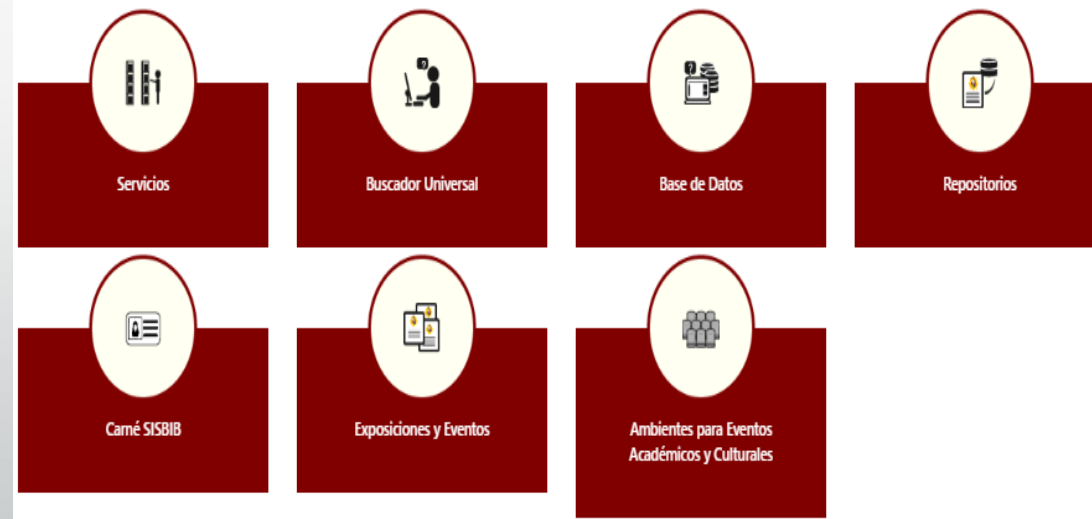 Servicios
Buscador Universal
Base de Datos
Repositorios
Carné SISBIB
Exposiciones y Eventos
Ambientes para Eventos
Académicos y Culturales